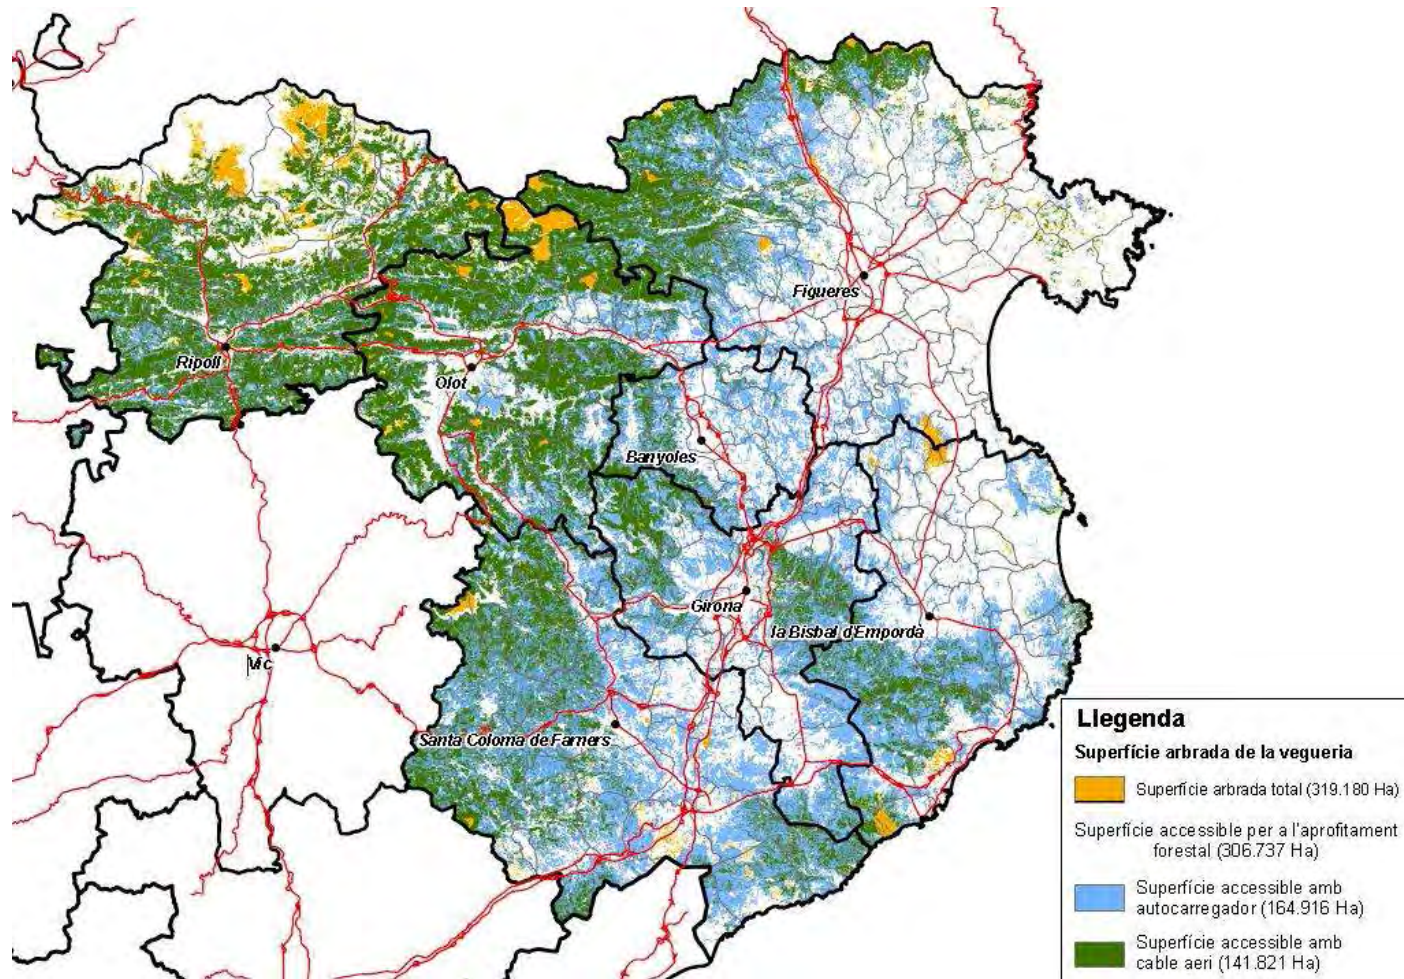 Figueres
Ripoll
Olot
Banyoles
Girona
la Bisbal d'Empordà
Vic
Santa Coloma de Farners
Llegenda
Superfície arbrada de la vegueria
Superfície arbrada total (319.180 Ha)
Superfície accessible per a l'aprofitament
forestal (306.737 Ha)
Superfície accessible amb
autocarregador (164.916 Ha)
Superfície accessible amb
cable aeri (141.821 Ha)